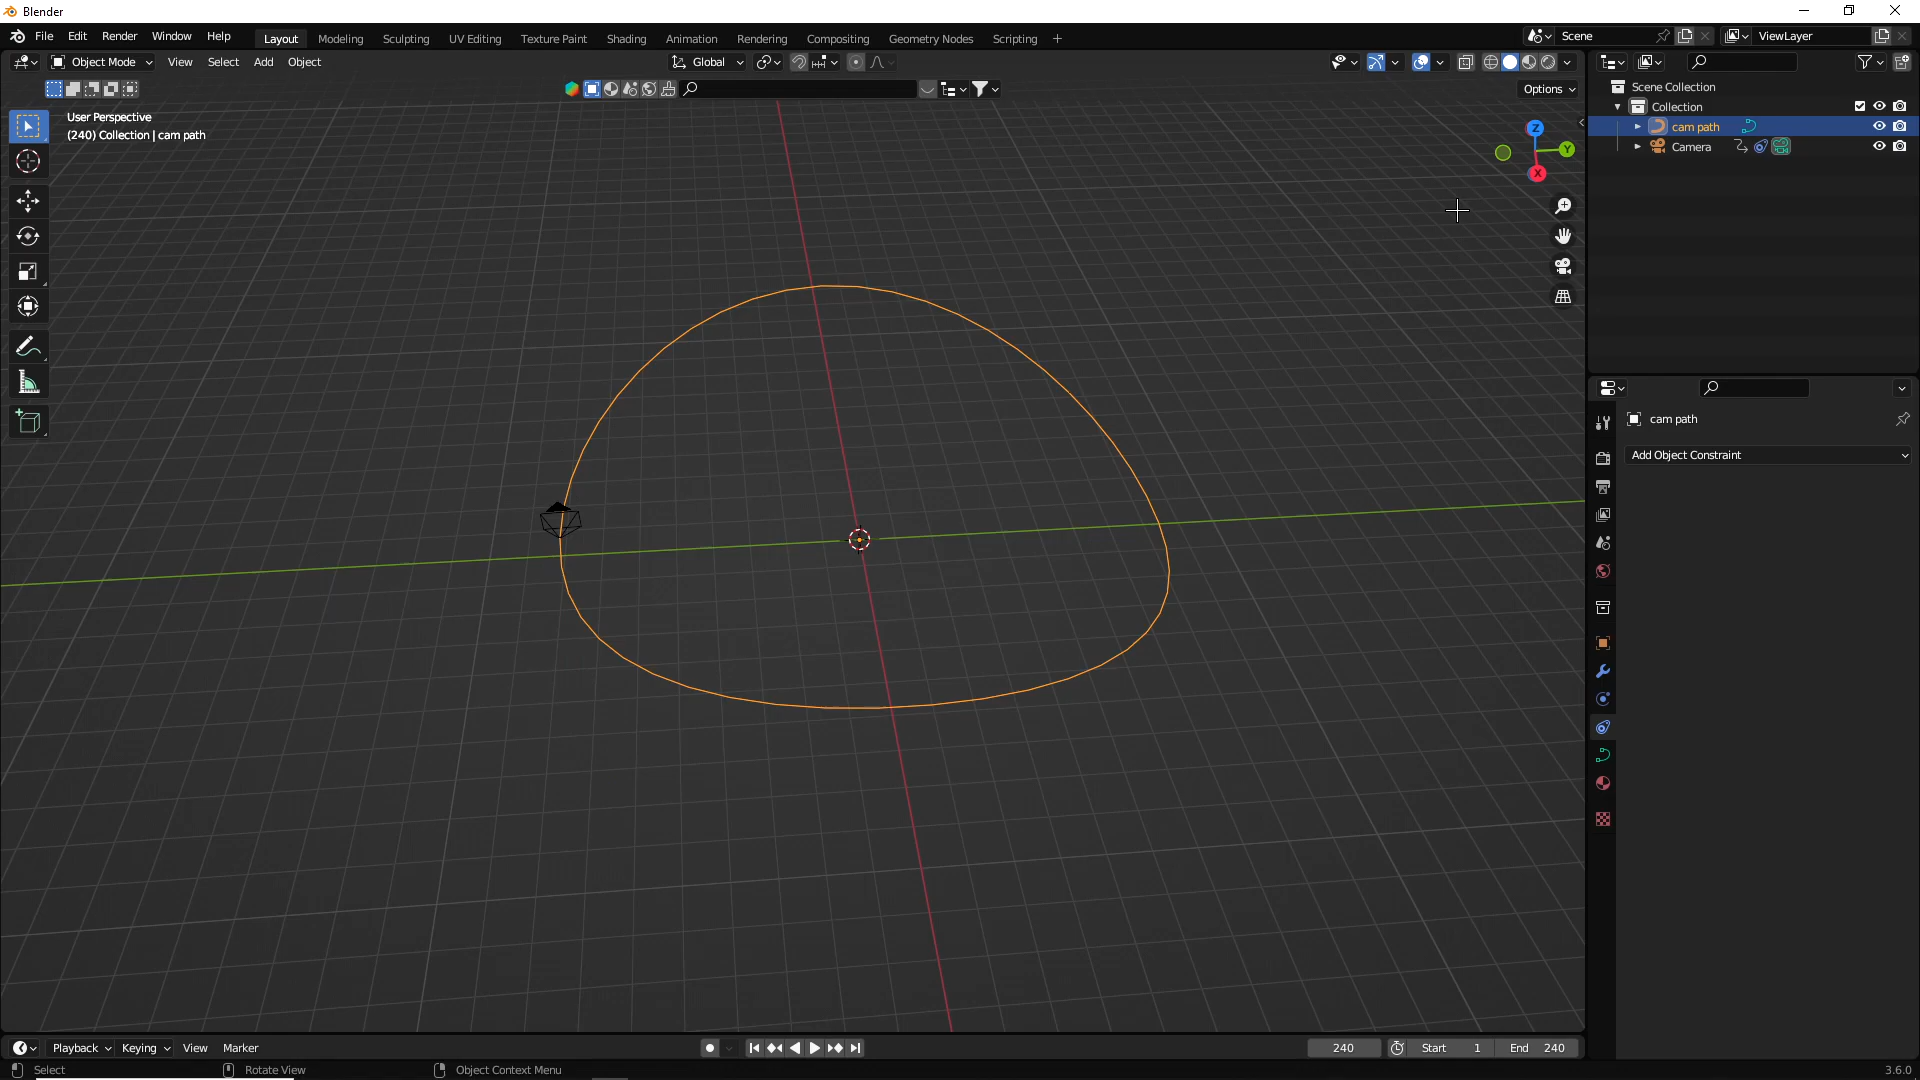 Blender
File Edit Render Window Help
Layout Modeling Sculpting UV Editing Texture Paint Shading Animation Rendering Compositing Geometry Nodes Scripting +
Scene
ViewLayer
Object Mode View Select Add Object
Global
Options
User Perspective
(240) Collection | cam path
Z
Y
X
Scene Collection
Collection
cam path
Camera
cam path
Add Object Constraint
Playback Keying View Marker
240
Start 1
End 240
Select
Rotate View
Object Context Menu
3.6.0